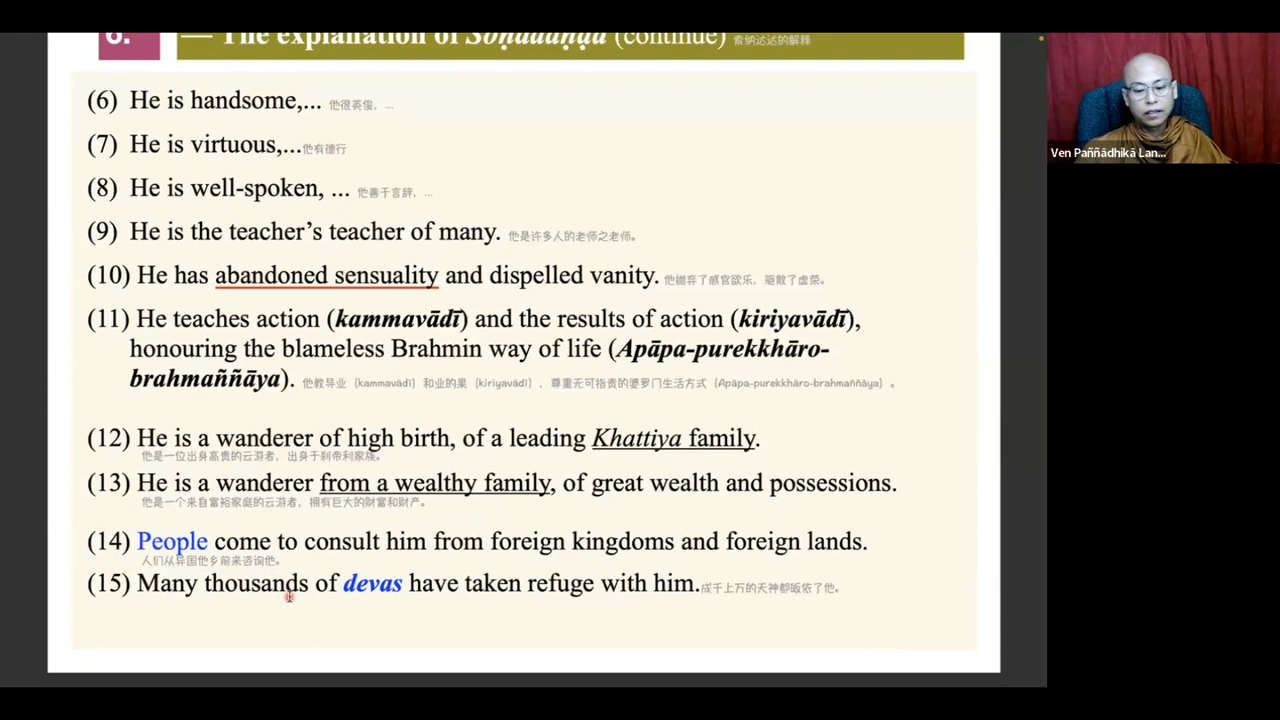 6.
— The explanation of Soṇadaṇḍa (continue) 索纳达达的解释
(6) He is handsome,... 他很英俊，...
(7) He is virtuous,...他有德行
(8) He is well-spoken, ... 他善于言辞，...
(9) He is the teacher’s teacher of many. 他是许多人的老师之老师。
(10) He has abandoned sensuality and dispelled vanity. 他抛弃了感官欲乐，驱散了虚荣。
(11) He teaches action (kammavādī) and the results of action (kiriyavādī),
honouring the blameless Brahmin way of life (Apāpa-purekkhāro-
brahmaññāya). 他教导业（kammavādī）和业的果（kiriyavādī），尊重无可指责的婆罗门生活方式（Apāpa-purekkhāro-brahmaññāya）。
(12) He is a wanderer of high birth, of a leading Khattiya family.
他是一位出身高贵的云游者，出身于刹帝利家族。
(13) He is a wanderer from a wealthy family, of great wealth and possessions.
他是一个来自富裕家庭的云游者，拥有巨大的财富和财产。
(14) People come to consult him from foreign kingdoms and foreign lands.
人们从异国他乡前来咨询他。
(15) Many thousands of devas have taken refuge with him.成千上万的天神都皈依了他。
Ven Paññādhikā Lan...